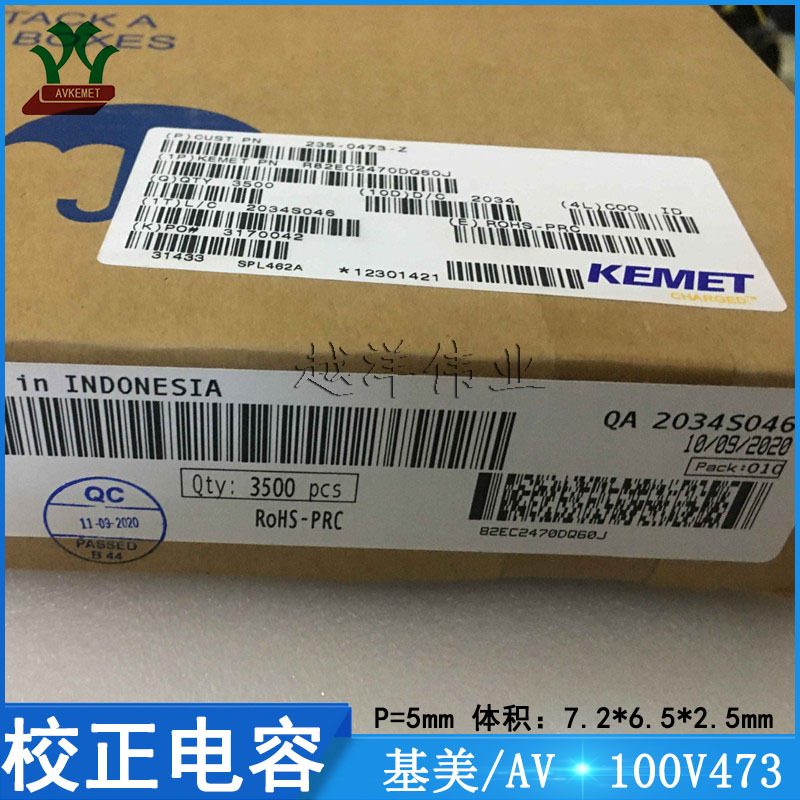 TACK A
BOXES
AVKEMET
(P)CUST PN 235-0473-Z
(1P)KEMET PN R82EC2470DQ60J
(Q)QTY 3500 (10D)D/C 2034 (4L)COO ID
(1T)L/C 2034S046 (E) ROHS-PRC
(K)PO# 3170042
31433 SPL462A *12301421
KEMET
CHARGED™
越洋伟业
in INDONESIA
QA 2034S046
10/09/2020
Pack:010
Qty: 3500 pcs
RoHS-PRC
82EC2470DQ60J
QC
11-09-2020
PASSED
B 44
P=5mm 体积：7.2*6.5*2.5mm
校正电容
基美/AV · 100V473